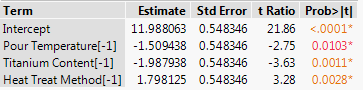 Term Estimate Std Error t Ratio Prob>|t|
Intercept 11.988063 0.548346 21.86 <.0001*
Pour Temperature[-1] -1.509438 0.548346 -2.75 0.0103*
Titanium Content[-1] -1.987938 0.548346 -3.63 0.0011*
Heat Treat Method[-1] 1.798125 0.548346 3.28 0.0028*